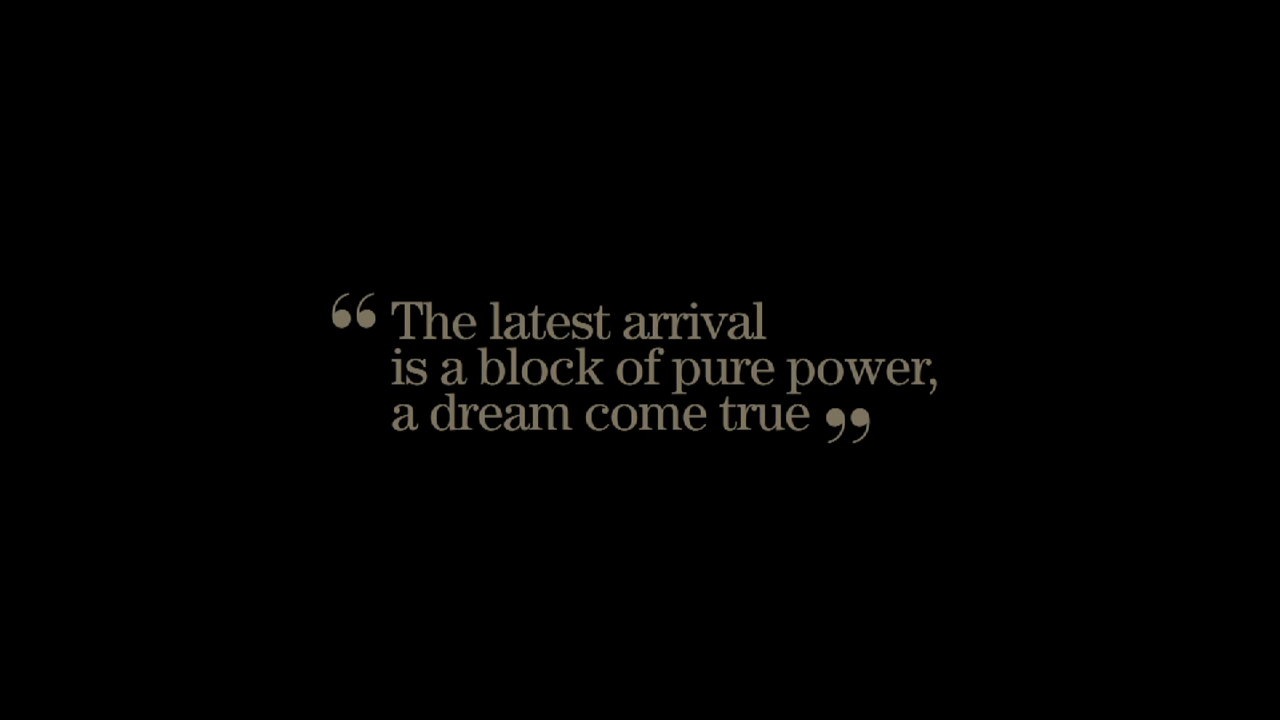 “The latest arrival
is a block of pure power,
a dream come true”